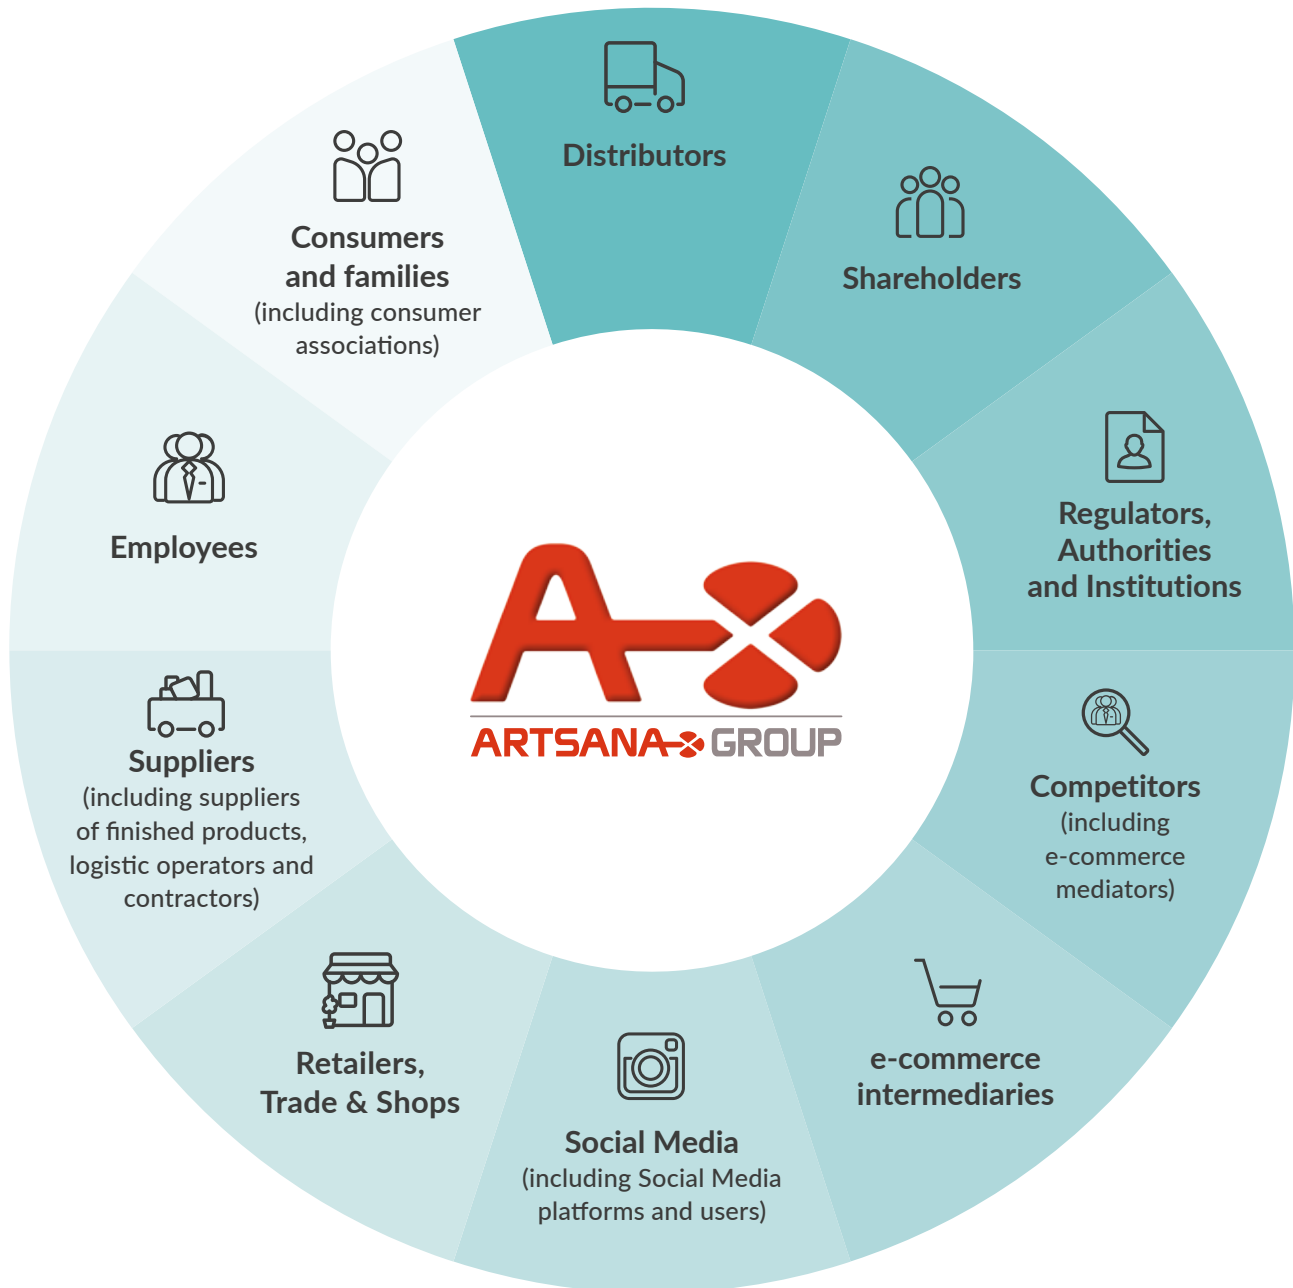 Distributors
Shareholders
Regulators,
Authorities
and Institutions
Competitors
(including
e-commerce
mediators)
e-commerce
intermediaries
Social Media
(including Social Media
platforms and users)
Retailers,
Trade & Shops
Suppliers
(including suppliers
of finished products,
logistic operators and
contractors)
Employees
Consumers
and families
(including consumer
associations)
A
ARTSANA GROUP